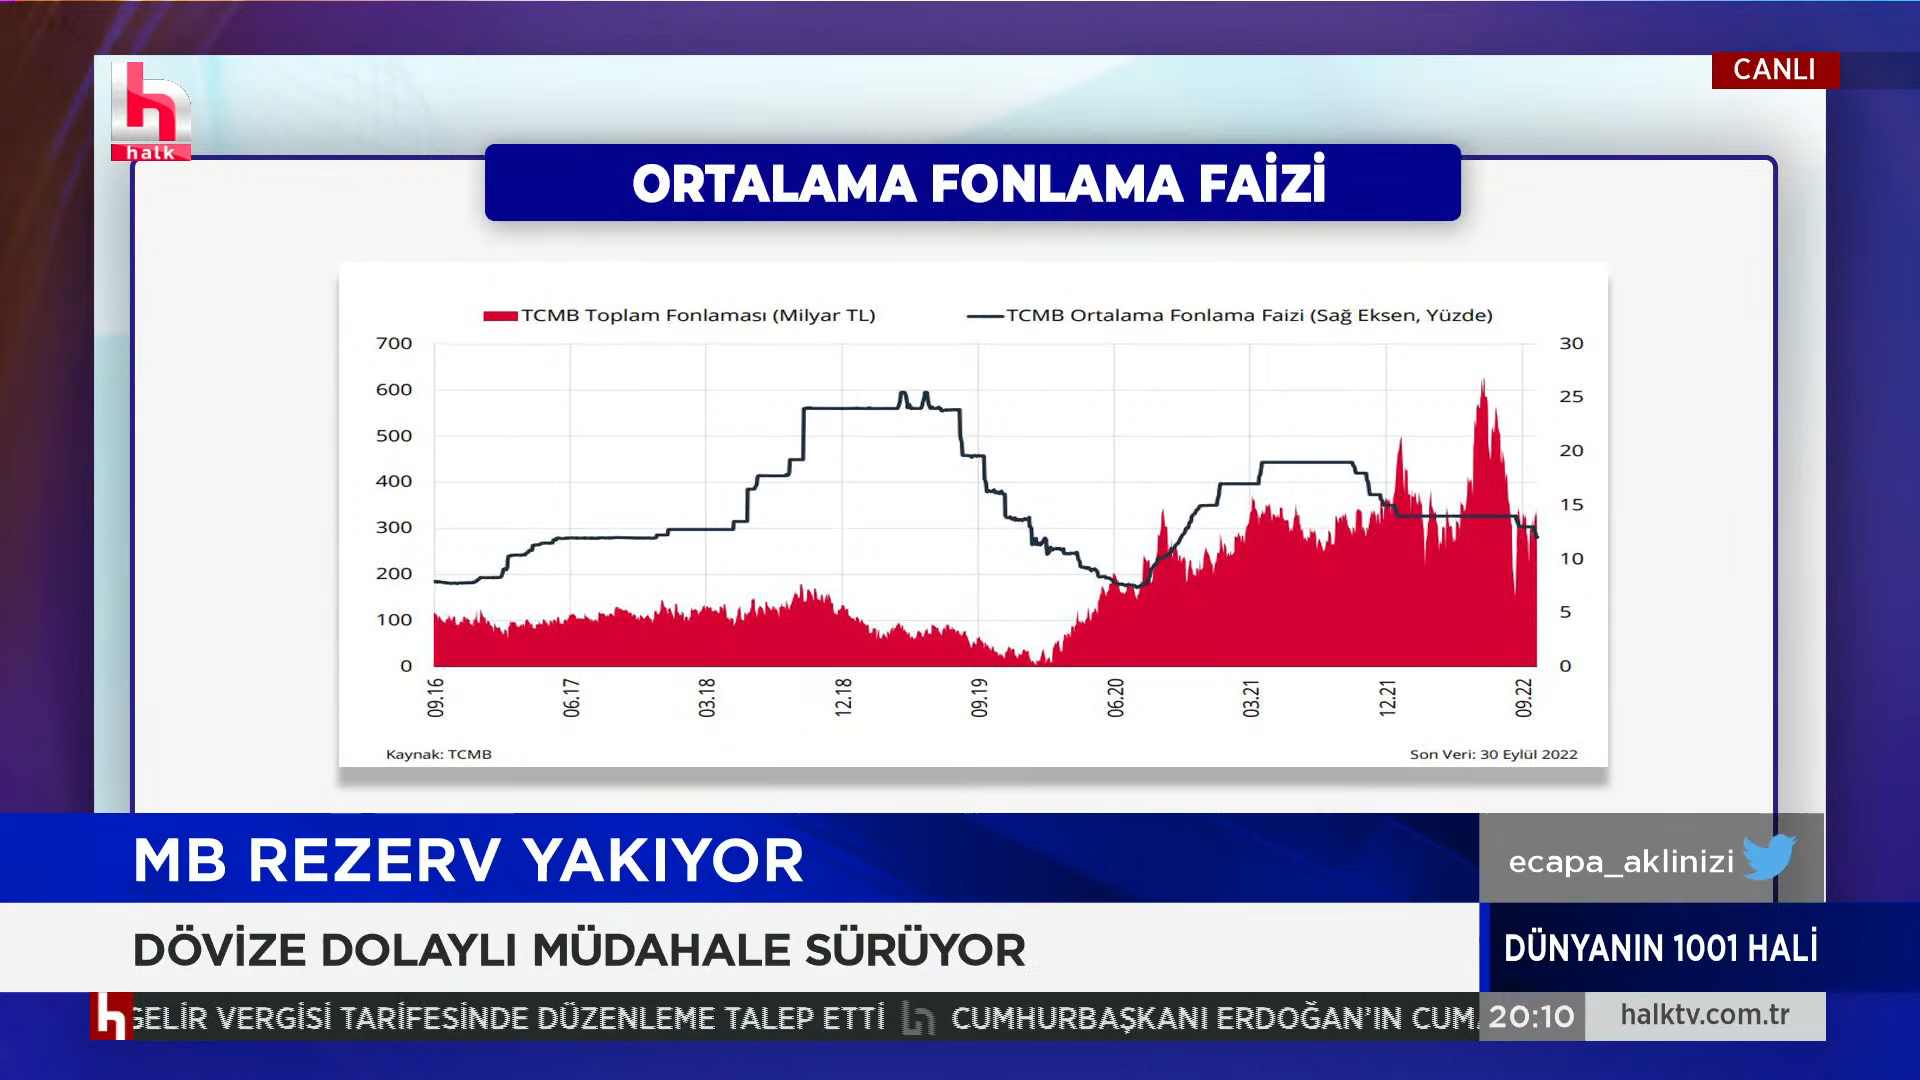 CANLI
h
halk
ORTALAMA FONLAMA FAİZİ
TCMB Toplam Fonlaması (Milyar TL)
TCMB Ortalama Fonlama Faizi (Sağ Eksen, Yüzde)
700
600
500
400
300
200
100
0
30
25
20
15
10
5
0
09.16
06.17
03.18
12.18
09.19
06.20
03.21
12.21
09.22
Kaynak: TCMB
Son Veri: 30 Eylül 2022
MB REZERV YAKIYOR
ecapa_aklinizi
DÖVİZE DOLAYLI MÜDAHALE SÜRÜYOR
DÜNYANIN 1001 HALİ
h GELİR VERGİSİ TARİFESİNDE DÜZENLEME TALEP ETTİ h CUMHURBAŞKANI ERDOĞAN'IN CUMA
20:10
halktv.com.tr